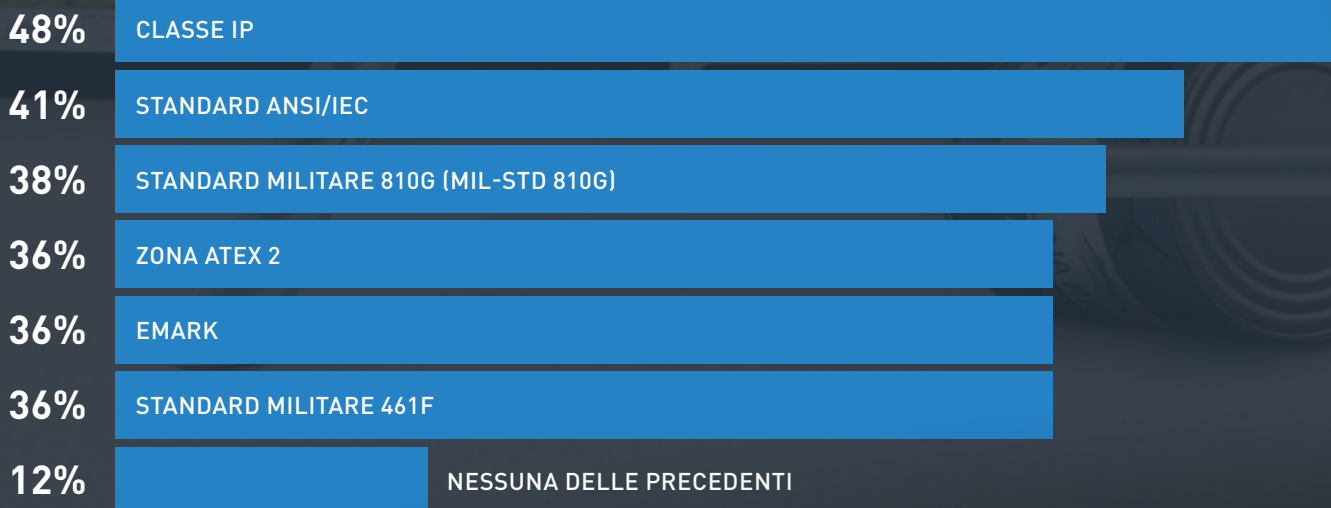 48% CLASSE IP
41% STANDARD ANSI/IEC
38% STANDARD MILITARE 810G (MIL-STD 810G)
36% ZONA ATEX 2
36% EMARK
36% STANDARD MILITARE 461F
12% NESSUNA DELLE PRECEDENTI